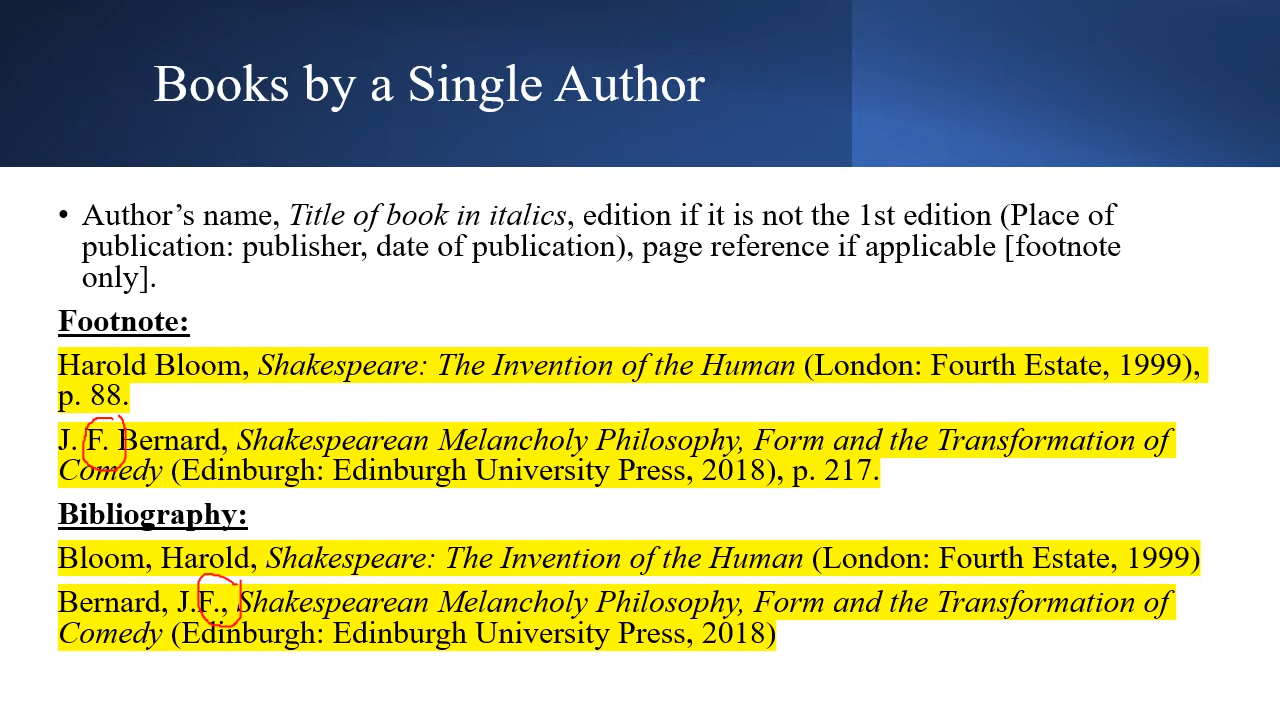 Books by a Single Author
• Author’s name, Title of book in italics, edition if it is not the 1st edition (Place of
publication: publisher, date of publication), page reference if applicable [footnote
only].
Footnote:
Harold Bloom, Shakespeare: The Invention of the Human (London: Fourth Estate, 1999),
p. 88.
J. F. Bernard, Shakespearean Melancholy Philosophy, Form and the Transformation of
Comedy (Edinburgh: Edinburgh University Press, 2018), p. 217.
Bibliography:
Bloom, Harold, Shakespeare: The Invention of the Human (London: Fourth Estate, 1999)
Bernard, J.F., Shakespearean Melancholy Philosophy, Form and the Transformation of
Comedy (Edinburgh: Edinburgh University Press, 2018)